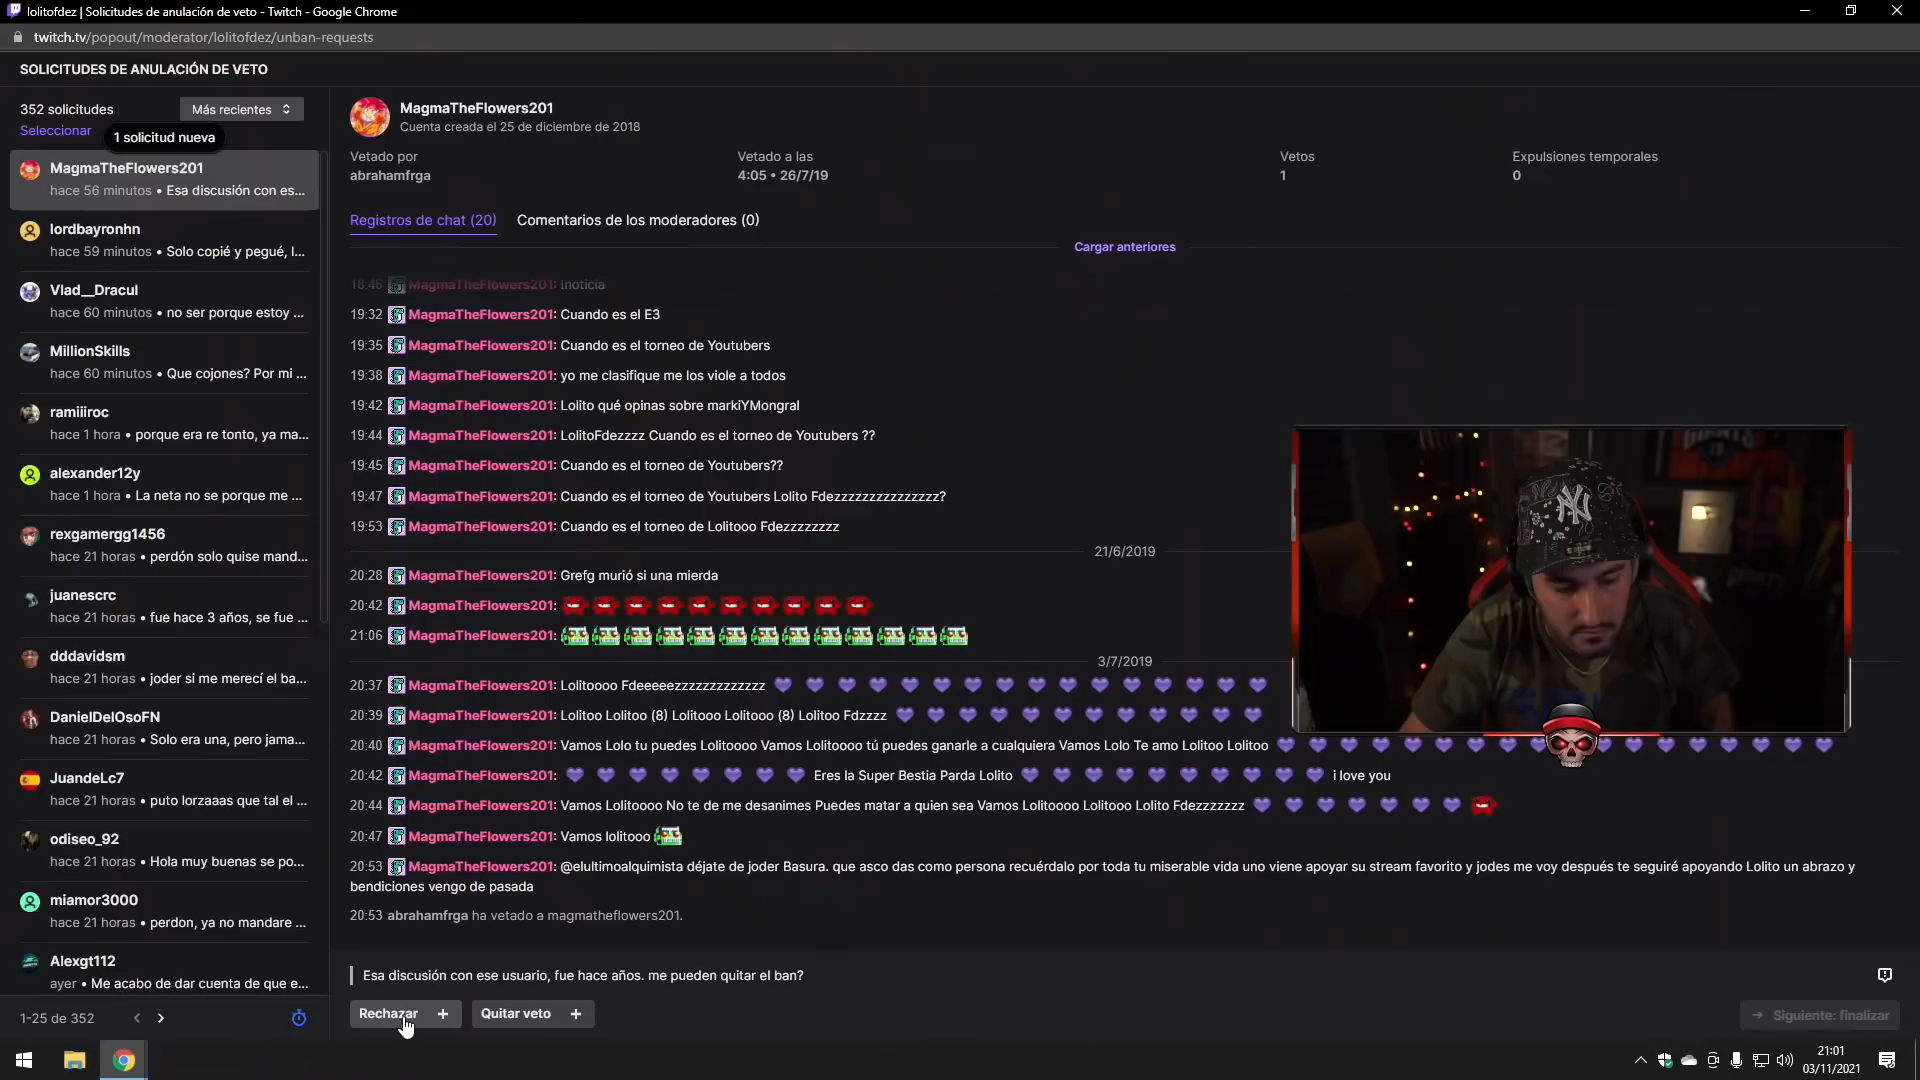 lolitofdez | Solicitudes de anulación de veto - Twitch - Google Chrome
twitch.tv/popout/moderator/lolitofdez/unban-requests
SOLICITUDES DE ANULACIÓN DE VETO
352 solicitudes
Más recientes
Seleccionar
1 solicitud nueva
MagmaTheFlowers201
hace 56 minutos • Esa discusión con es...
lordbayronhn
hace 59 minutos • Solo copié y pegué, l...
Vlad__Dracul
hace 60 minutos • no ser porque estoy ...
MillionSkills
hace 60 minutos • Que cojones? Por mi ...
ramiiiroc
hace 1 hora • porque era re tonto, ya ma...
alexander12y
hace 1 hora • La neta no se porque me ...
rexgamergg1456
hace 21 horas • perdón solo quise mand...
juanescrc
hace 21 horas • fue hace 3 años, se fue ...
dddavidsm
hace 21 horas • joder si me merecí el ba...
DanielDelOsoFN
hace 21 horas • Solo era una, pero jama...
JuandeLc7
hace 21 horas • puto lorzaaas que tal el ...
odiseo_92
hace 21 horas • Hola muy buenas se po...
miamor3000
hace 21 horas • perdon, ya no mandare ...
Alexgt112
ayer • Me acabo de dar cuenta de que e...
1-25 de 352
MagmaTheFlowers201
Cuenta creada el 25 de diciembre de 2018
Vetado por
abrahamfrga
Vetado a las
4:05 • 26/7/19
Vetos
1
Expulsiones temporales
0
Registros de chat (20)
Comentarios de los moderadores (0)
Cargar anteriores
18:46 MagmaTheFlowers201: !noticia
19:32 MagmaTheFlowers201: Cuando es el E3
19:35 MagmaTheFlowers201: Cuando es el torneo de Youtubers
19:38 MagmaTheFlowers201: yo me clasifique me los viole a todos
19:42 MagmaTheFlowers201: Lolito qué opinas sobre markiYMongral
19:44 MagmaTheFlowers201: LolitoFdezzzz Cuando es el torneo de Youtubers ??
19:45 MagmaTheFlowers201: Cuando es el torneo de Youtubers??
19:47 MagmaTheFlowers201: Cuando es el torneo de Youtubers Lolito Fdezzzzzzzzzzzzzzz?
19:53 MagmaTheFlowers201: Cuando es el torneo de Lolitooo Fdezzzzzzzz
21/6/2019
20:28 MagmaTheFlowers201: Grefg murió si una mierda
20:42 MagmaTheFlowers201:
21:06 MagmaTheFlowers201:
3/7/2019
20:37 MagmaTheFlowers201: Lolitoooo Fdeeeeezzzzzzzzzzzzz
20:39 MagmaTheFlowers201: Lolitoo Lolitoo (8) Lolitooo Lolitooo (8) Lolitoo Fdzzzz
20:40 MagmaTheFlowers201: Vamos Lolo tu puedes Lolitoooo Vamos Lolitoooo tú puedes ganarle a cualquiera Vamos Lolo Te amo Lolitoo Lolitoo
20:42 MagmaTheFlowers201: Eres la Super Bestia Parda Lolito i love you
20:44 MagmaTheFlowers201: Vamos Lolitoooo No te de me desanimes Puedes matar a quien sea Vamos Lolitoooo Lolitooo Lolito Fdezzzzzzz
20:47 MagmaTheFlowers201: Vamos lolitooo
20:53 MagmaTheFlowers201: @elultimoalquimista déjate de joder Basura. que asco das como persona recuérdalo por toda tu miserable vida uno viene apoyar su stream favorito y jodes me voy después te seguiré apoyando Lolito un abrazo y
bendiciones vengo de pasada
20:53 abrahamfrga ha vetado a magmatheflowers201.
Esa discusión con ese usuario, fue hace años. me pueden quitar el ban?
Rechazar +
Quitar veto +
→ Siguiente: finalizar
21:01
03/11/2021